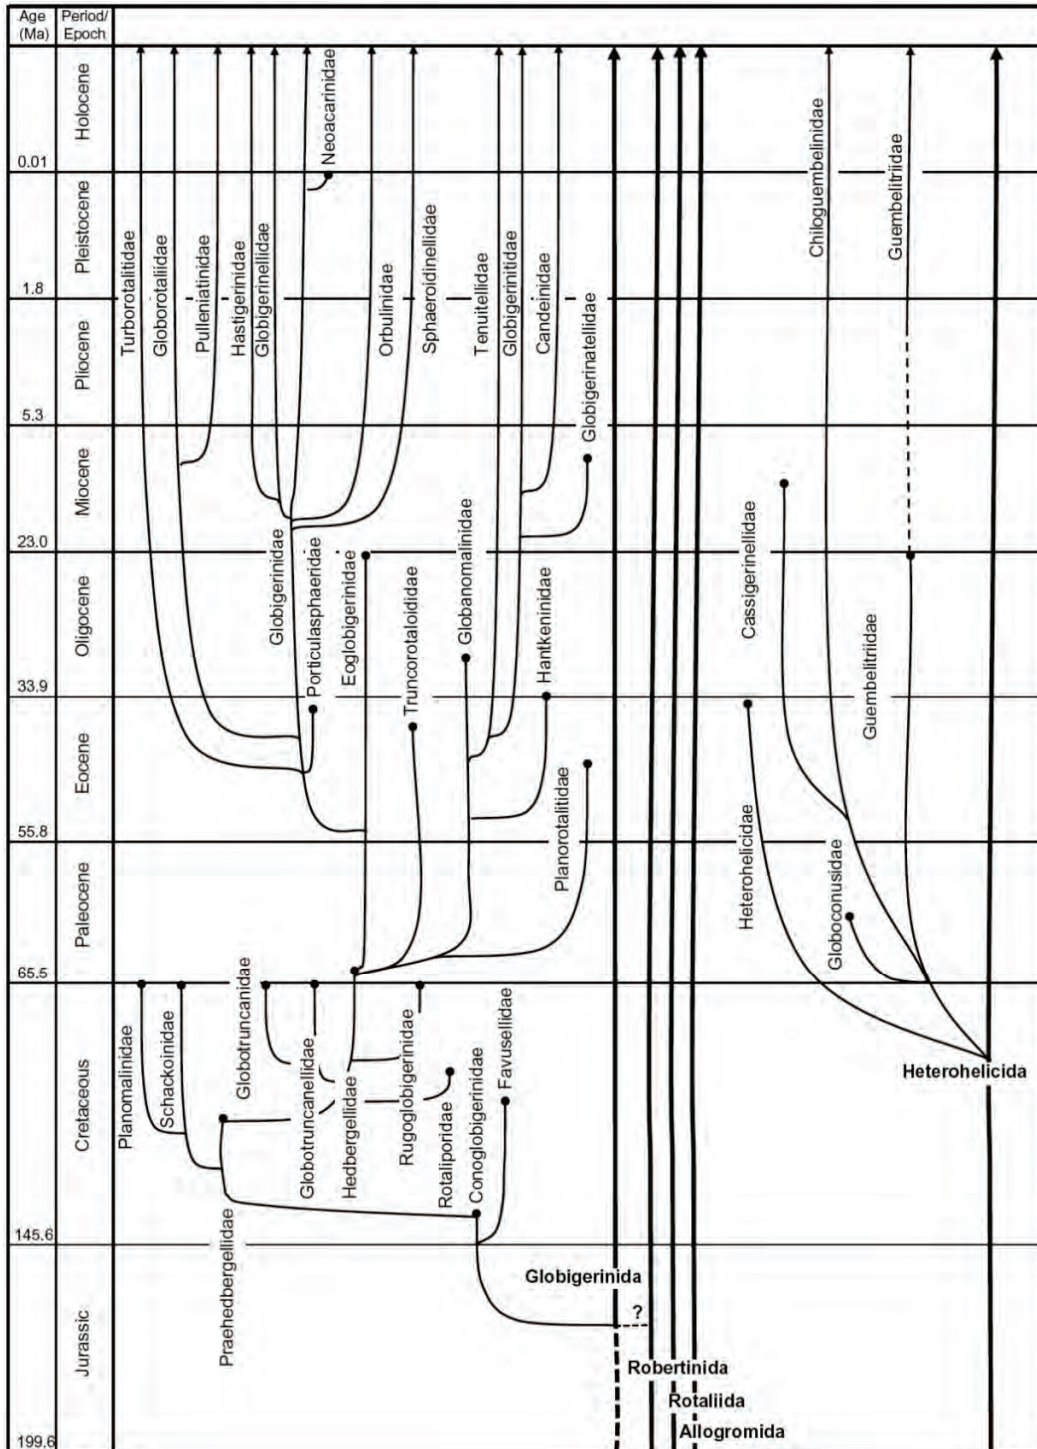 Age
(Ma)
Period/
Epoch
Holocene
0.01
Pleistocene
1.8
Pliocene
5.3
Miocene
23.0
Oligocene
33.9
Eocene
55.8
Paleocene
65.5
Cretaceous
145.6
Jurassic
199.6
Turborotalitidae
Globorotaliidae
Pulleniatinidae
Hastigerinidae
Globigerinellidae
Neoacarinidae
Orbulinidae
Sphaeroidinellidae
Tenuitellidae
Globigerinitidae
Candeinidae
Globigerinatellidae
Chiloguembelinidae
Guembelitriidae
Globigerinidae
Porticulasphaeridae
Eoglobigerinidae
Truncorotaloididae
Globanomalinidae
Hantkeninidae
Planorotalitidae
Cassigerinellidae
Guembelitriidae
Heterohelicidae
Globoconusidae
Planomalinidae
Schackoinidae
Globotruncanidae
Globotruncanellidae
Hedbergellidae
Rugoglobigerinidae
Rotaliporidae
Conoglobigerinidae
Favusellidae
Praehedbergellidae
Heterohelicida
Globigerinida
?
Robertinida
Rotaliida
Allogromida